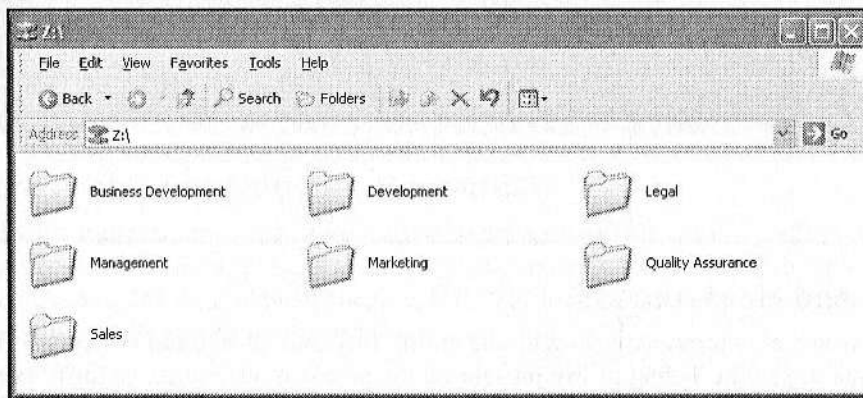 Z:\
File Edit View Favorites Tools Help
Back Search Folders
Address Z:\ Go
Business Development Development Legal
Management Marketing Quality Assurance
Sales